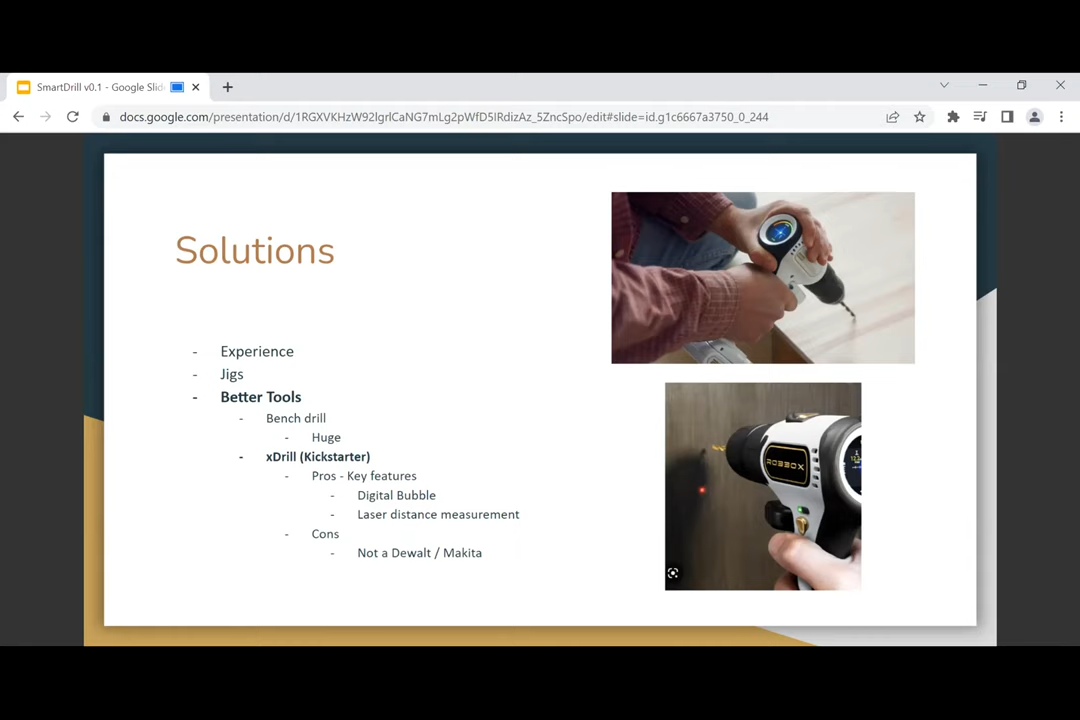 SmartDrill v0.1 - Google Slid
docs.google.com/presentation/d/1RGXVKHzW92lgrlCaNG7mLg2pWfD5lRdizAz_5ZncSpo/edit#slide=id.g1c6667a3750_0_244
Solutions
- Experience
- Jigs
- Better Tools
- Bench drill
- Huge
- xDrill (Kickstarter)
- Pros - Key features
- Digital Bubble
- Laser distance measurement
- Cons
- Not a Dewalt / Makita
ROBBOX